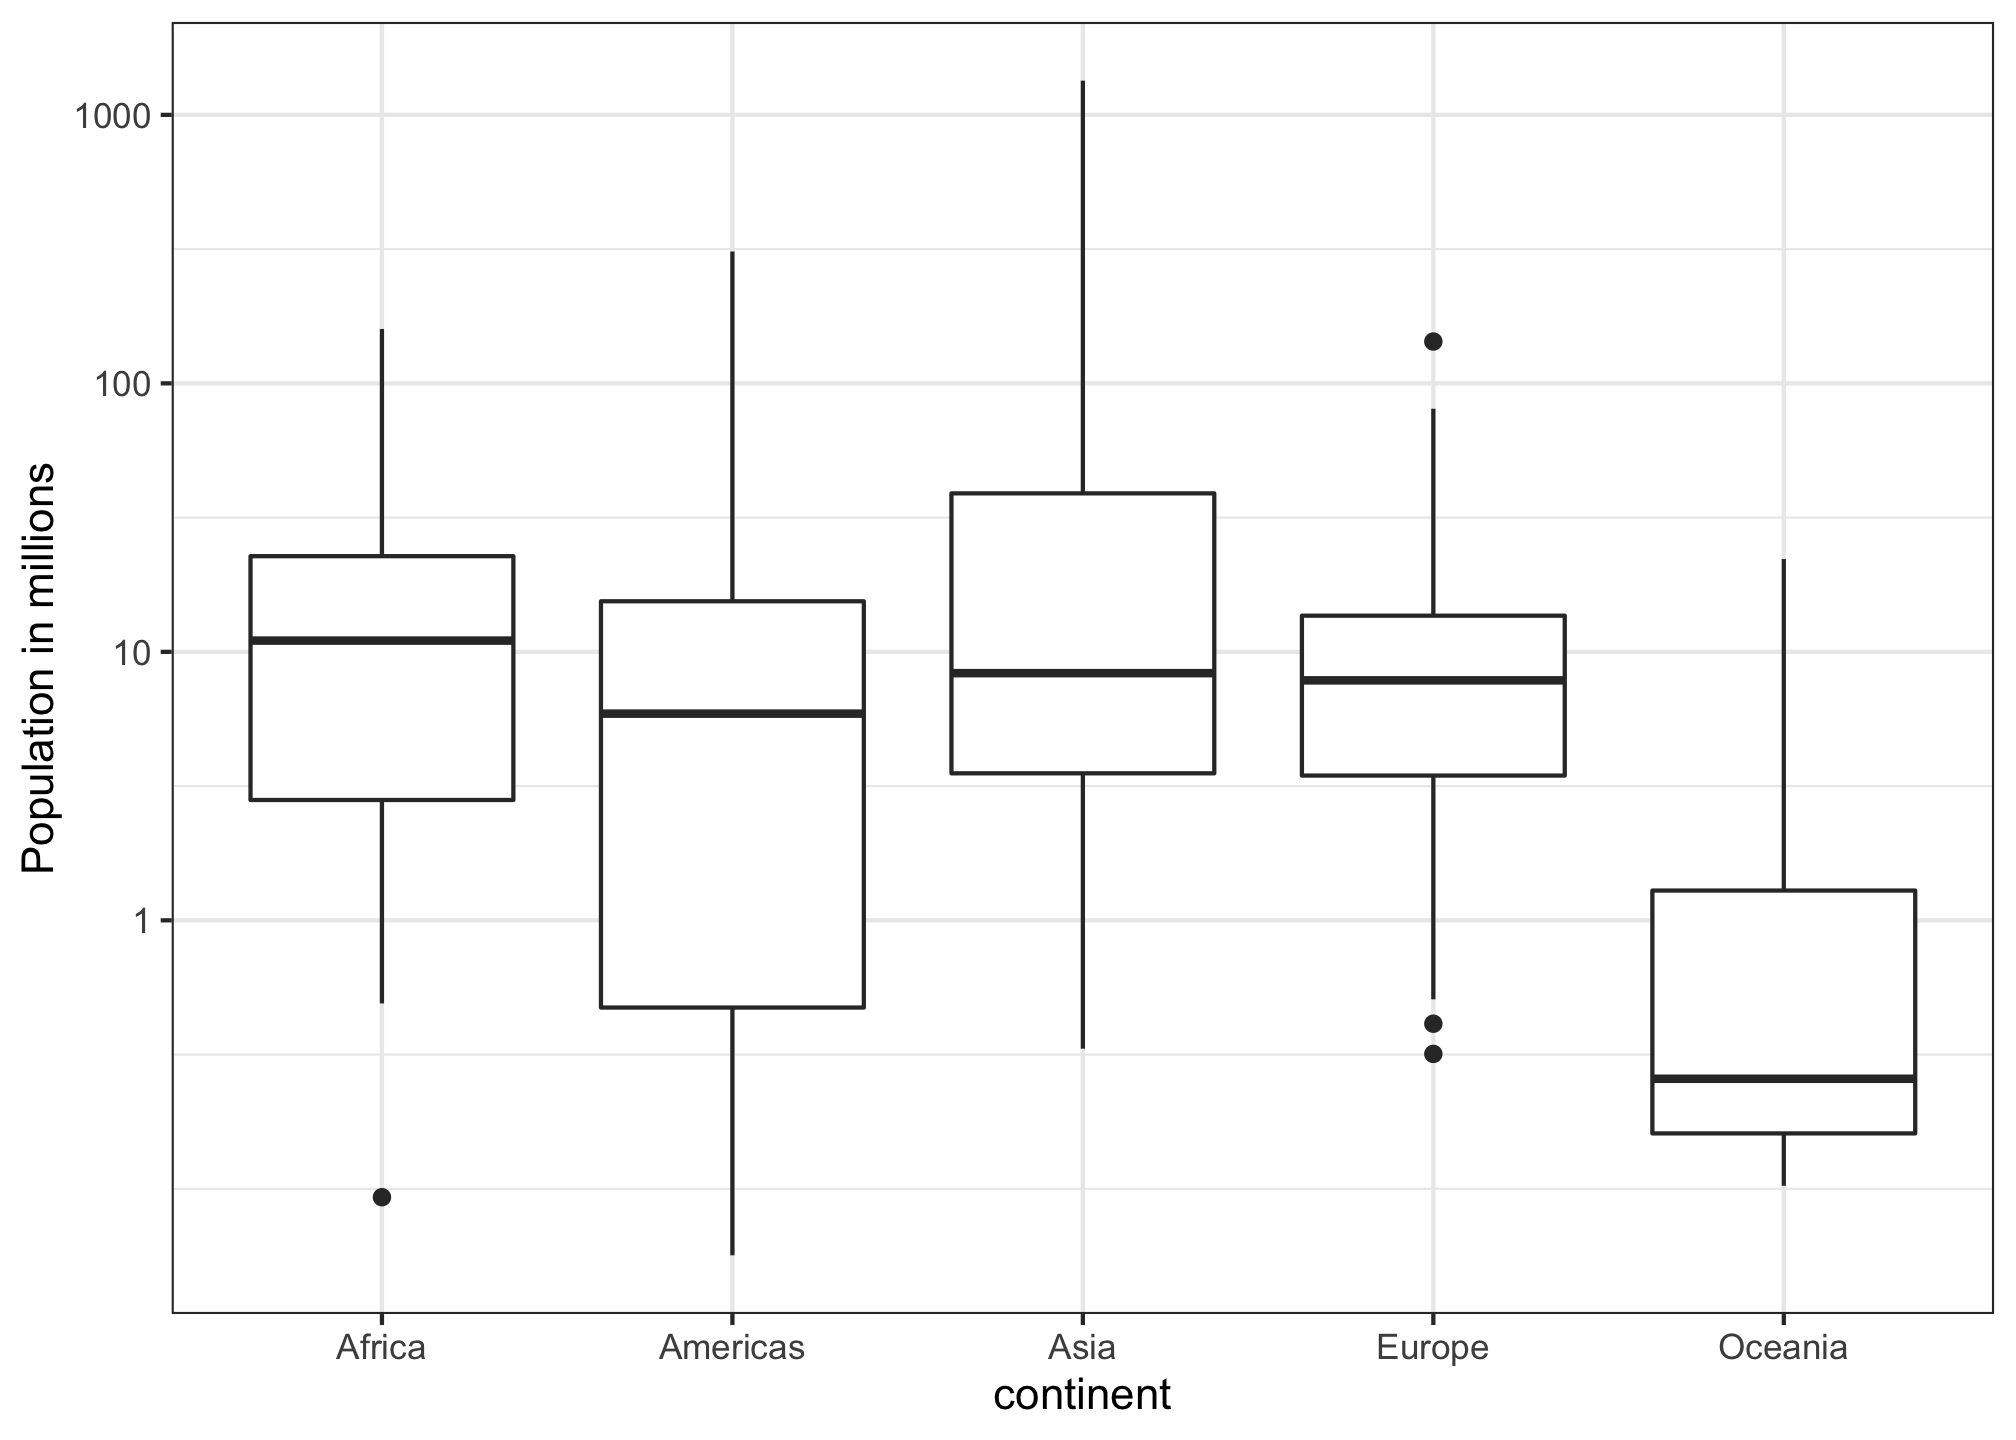 Population in millions
1000
100
10
1
Africa Americas Asia Europe Oceania
continent